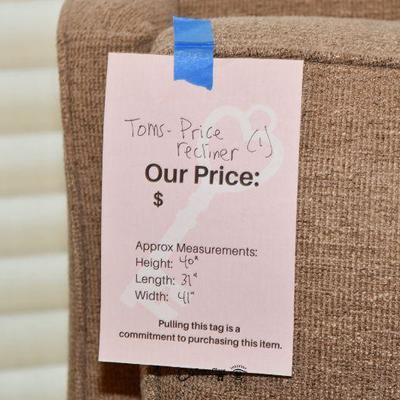 Toms-Price (1)
recliner
Our Price:
$
Approx Measurements:
Height: 40"
Length: 31"
Width: 41"
Pulling this tag is a
commitment to purchasing this item.